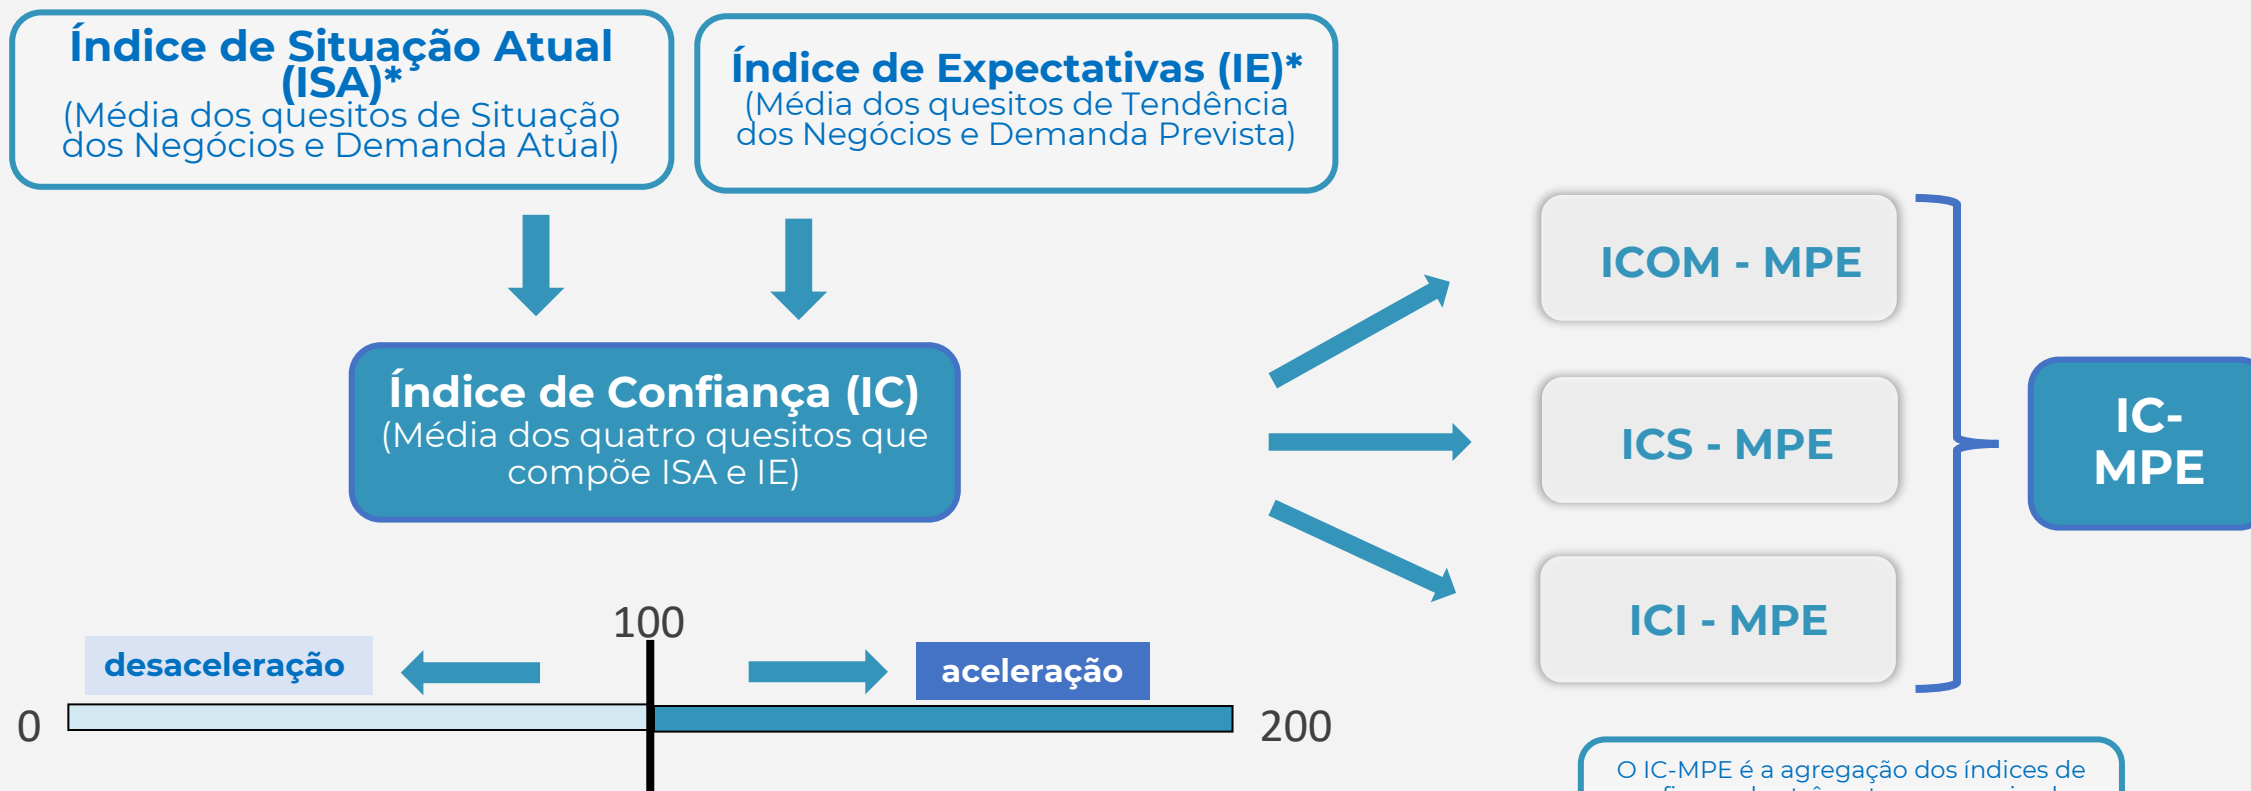 Índice de Situação Atual
(ISA)*
(Média dos quesitos de Situação
dos Negócios e Demanda Atual)
Índice de Expectativas (IE)*
(Média dos quesitos de Tendência
dos Negócios e Demanda Prevista)
Índice de Confiança (IC)
(Média dos quatro quesitos que
compõe ISA e IE)
ICOM - MPE
ICS - MPE
ICI - MPE
IC-
MPE
100
desaceleração
aceleração
0
200
O IC-MPE é a agregação dos índices de